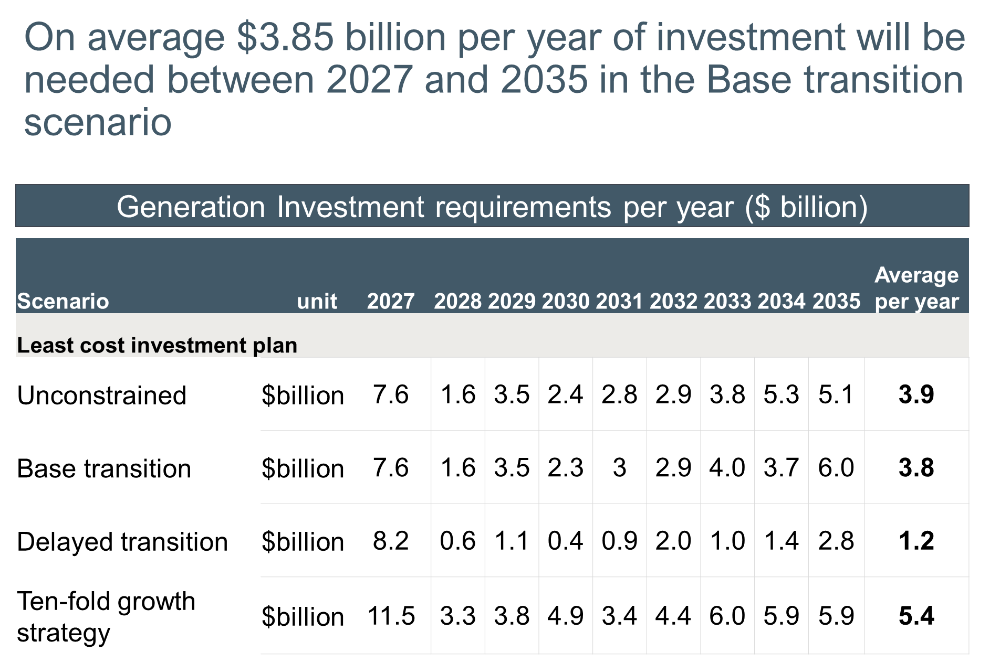 On average $3.85 billion per year of investment will be
needed between 2027 and 2035 in the Base transition
scenario
Generation Investment requirements per year ($ billion)
Scenario unit 2027 2028 2029 2030 2031 2032 2033 2034 2035 Average per year
Least cost investment plan
Unconstrained $billion 7.6 1.6 3.5 2.4 2.8 2.9 3.8 5.3 5.1 3.9
Base transition $billion 7.6 1.6 3.5 2.3 3 2.9 4.0 3.7 6.0 3.8
Delayed transition $billion 8.2 0.6 1.1 0.4 0.9 2.0 1.0 1.4 2.8 1.2
Ten-fold growth
strategy $billion 11.5 3.3 3.8 4.9 3.4 4.4 6.0 5.9 5.9 5.4